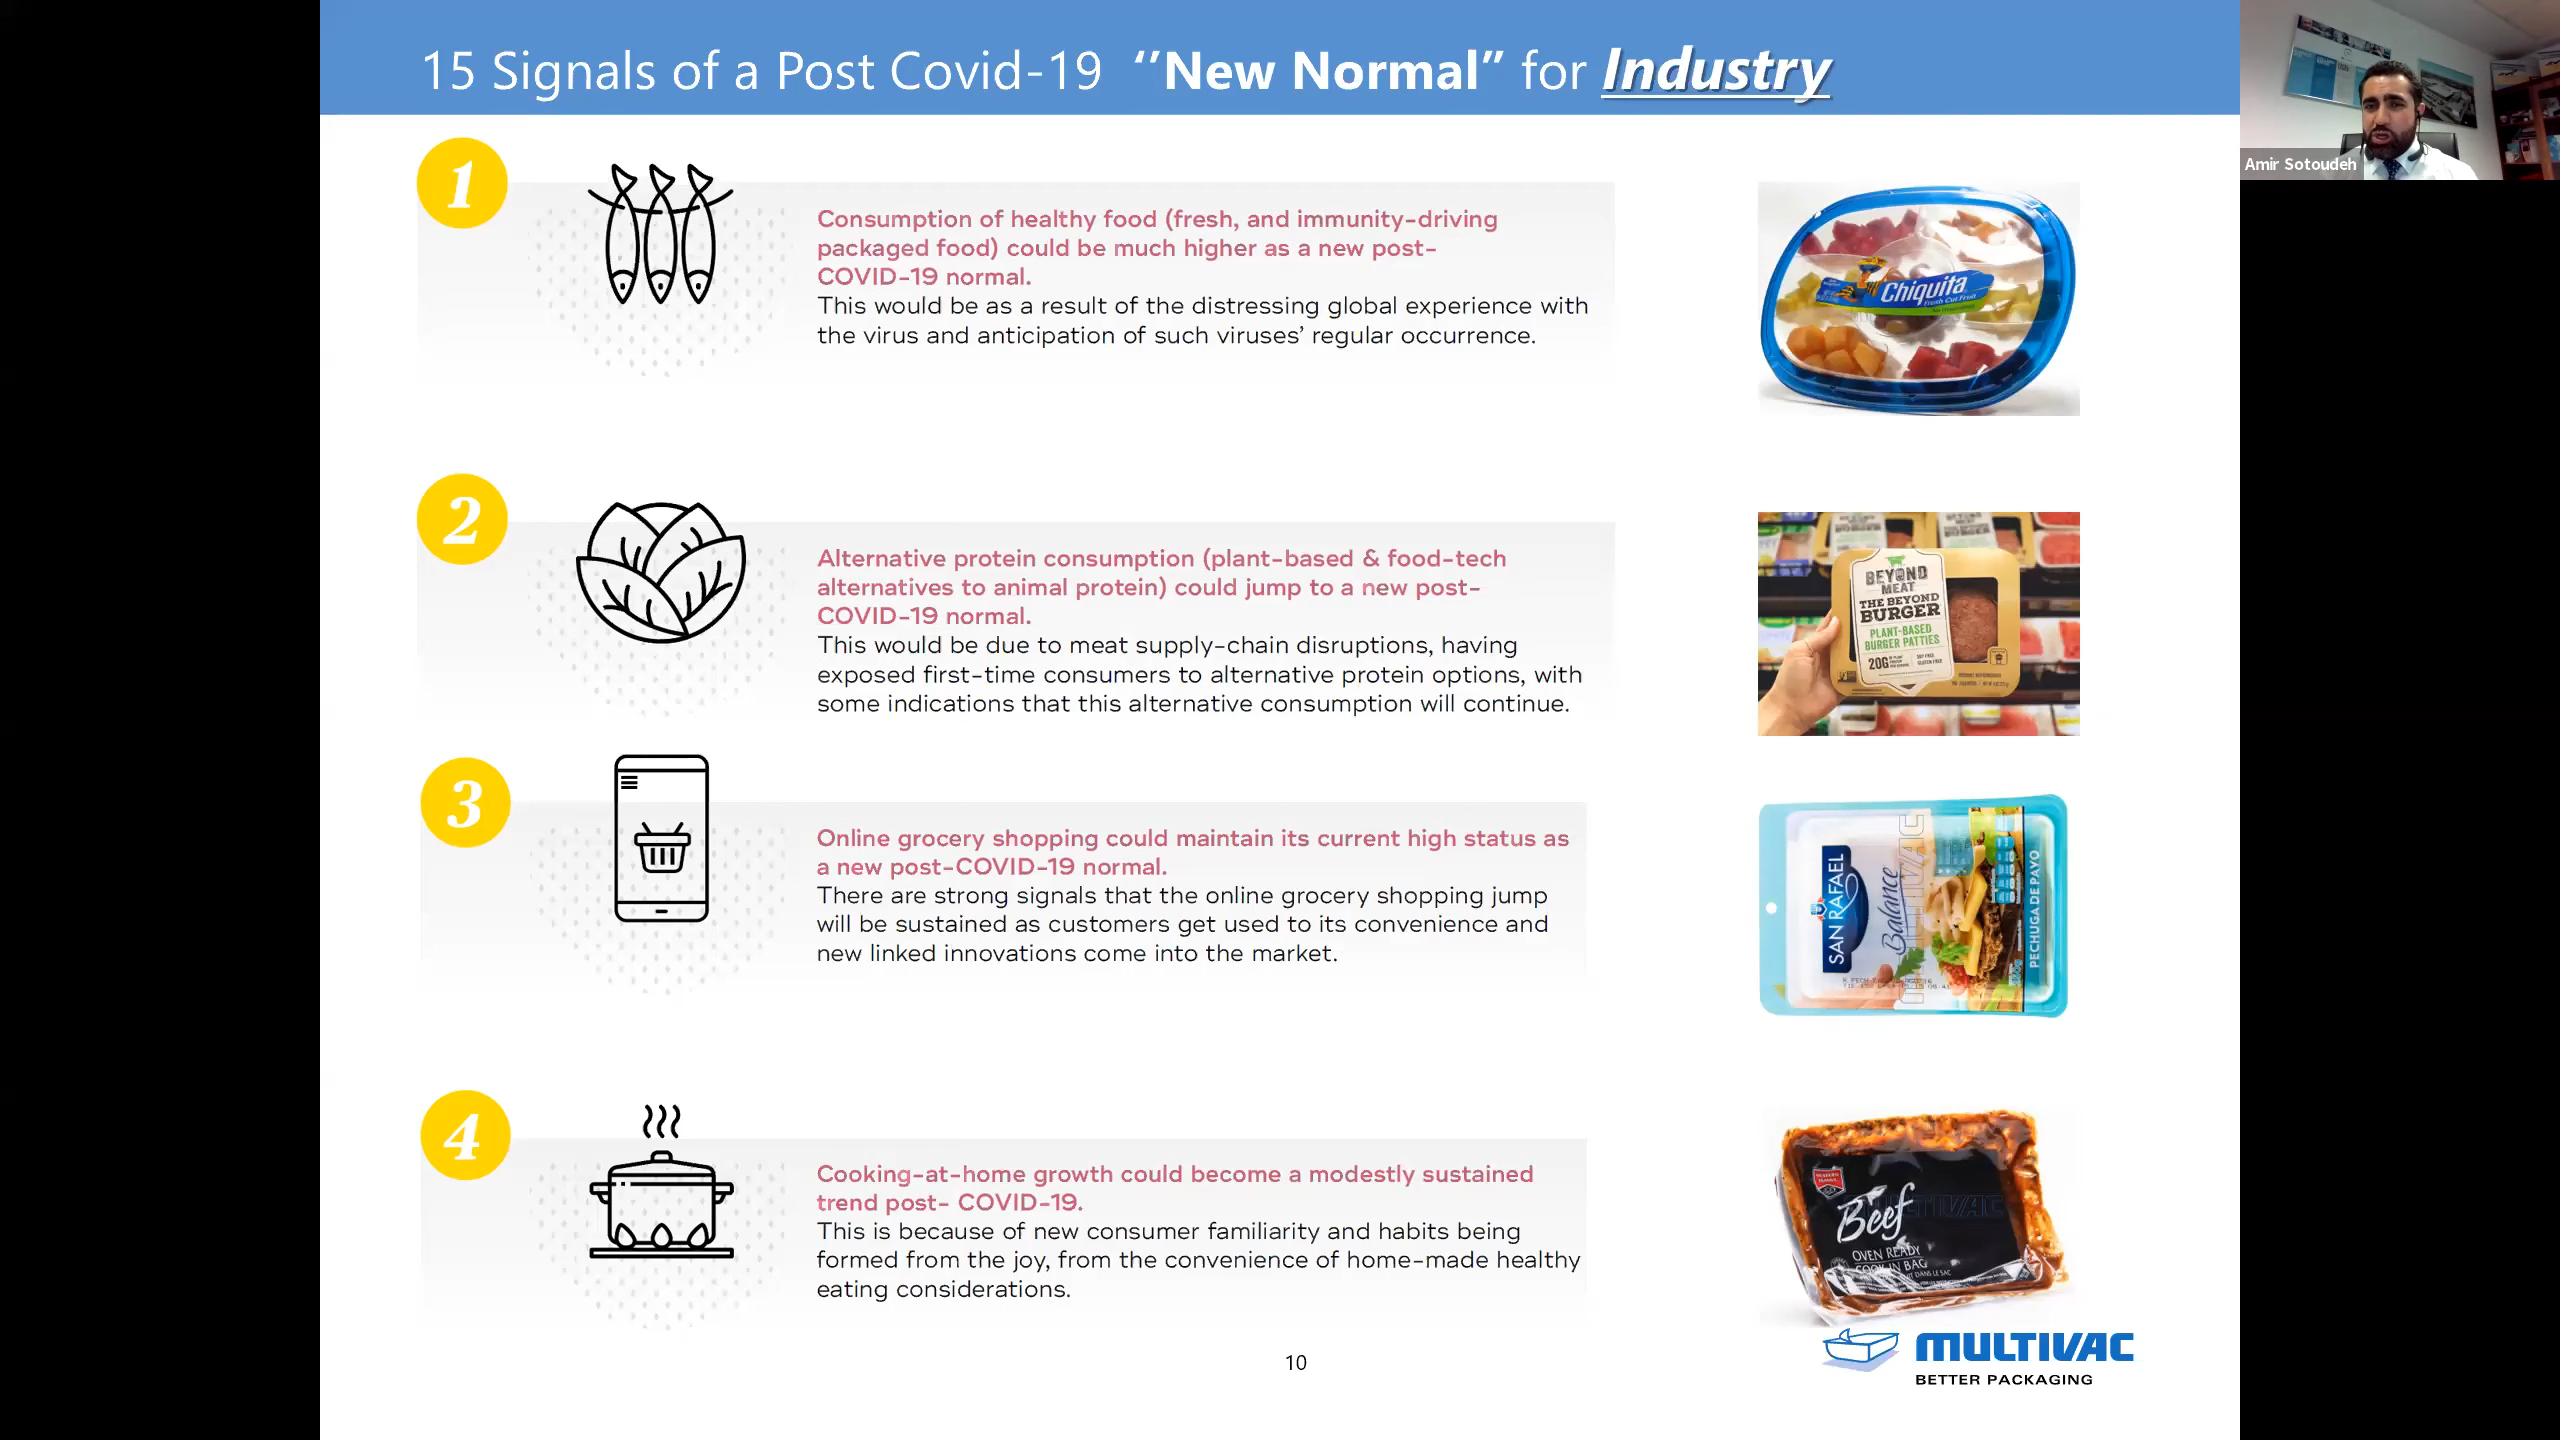 15 Signals of a Post Covid-19 ‘‘New Normal” for Industry
Amir Sotoudeh
1
Consumption of healthy food (fresh, and immunity-driving
packaged food) could be much higher as a new post-
COVID-19 normal.
This would be as a result of the distressing global experience with
the virus and anticipation of such viruses’ regular occurrence.
Chiquita
Fresh Cut Fruit
2
Alternative protein consumption (plant-based & food-tech
alternatives to animal protein) could jump to a new post-
COVID-19 normal.
This would be due to meat supply-chain disruptions, having
exposed first-time consumers to alternative protein options, with
some indications that this alternative consumption will continue.
BEYOND
MEAT
THE BEYOND
BURGER
PLANT-BASED
BURGER PATTIES
20G
3
Online grocery shopping could maintain its current high status as
a new post-COVID-19 normal.
There are strong signals that the online grocery shopping jump
will be sustained as customers get used to its convenience and
new linked innovations come into the market.
SAN RAFAEL
Balance
MULTIVAC
PECHUGA DE PAVO
4
Cooking-at-home growth could become a modestly sustained
trend post- COVID-19.
This is because of new consumer familiarity and habits being
formed from the joy, from the convenience of home-made healthy
eating considerations.
Beef
MULTIVAC
OVEN READY
COOK IN BAG
10
MULTIVAC
BETTER PACKAGING